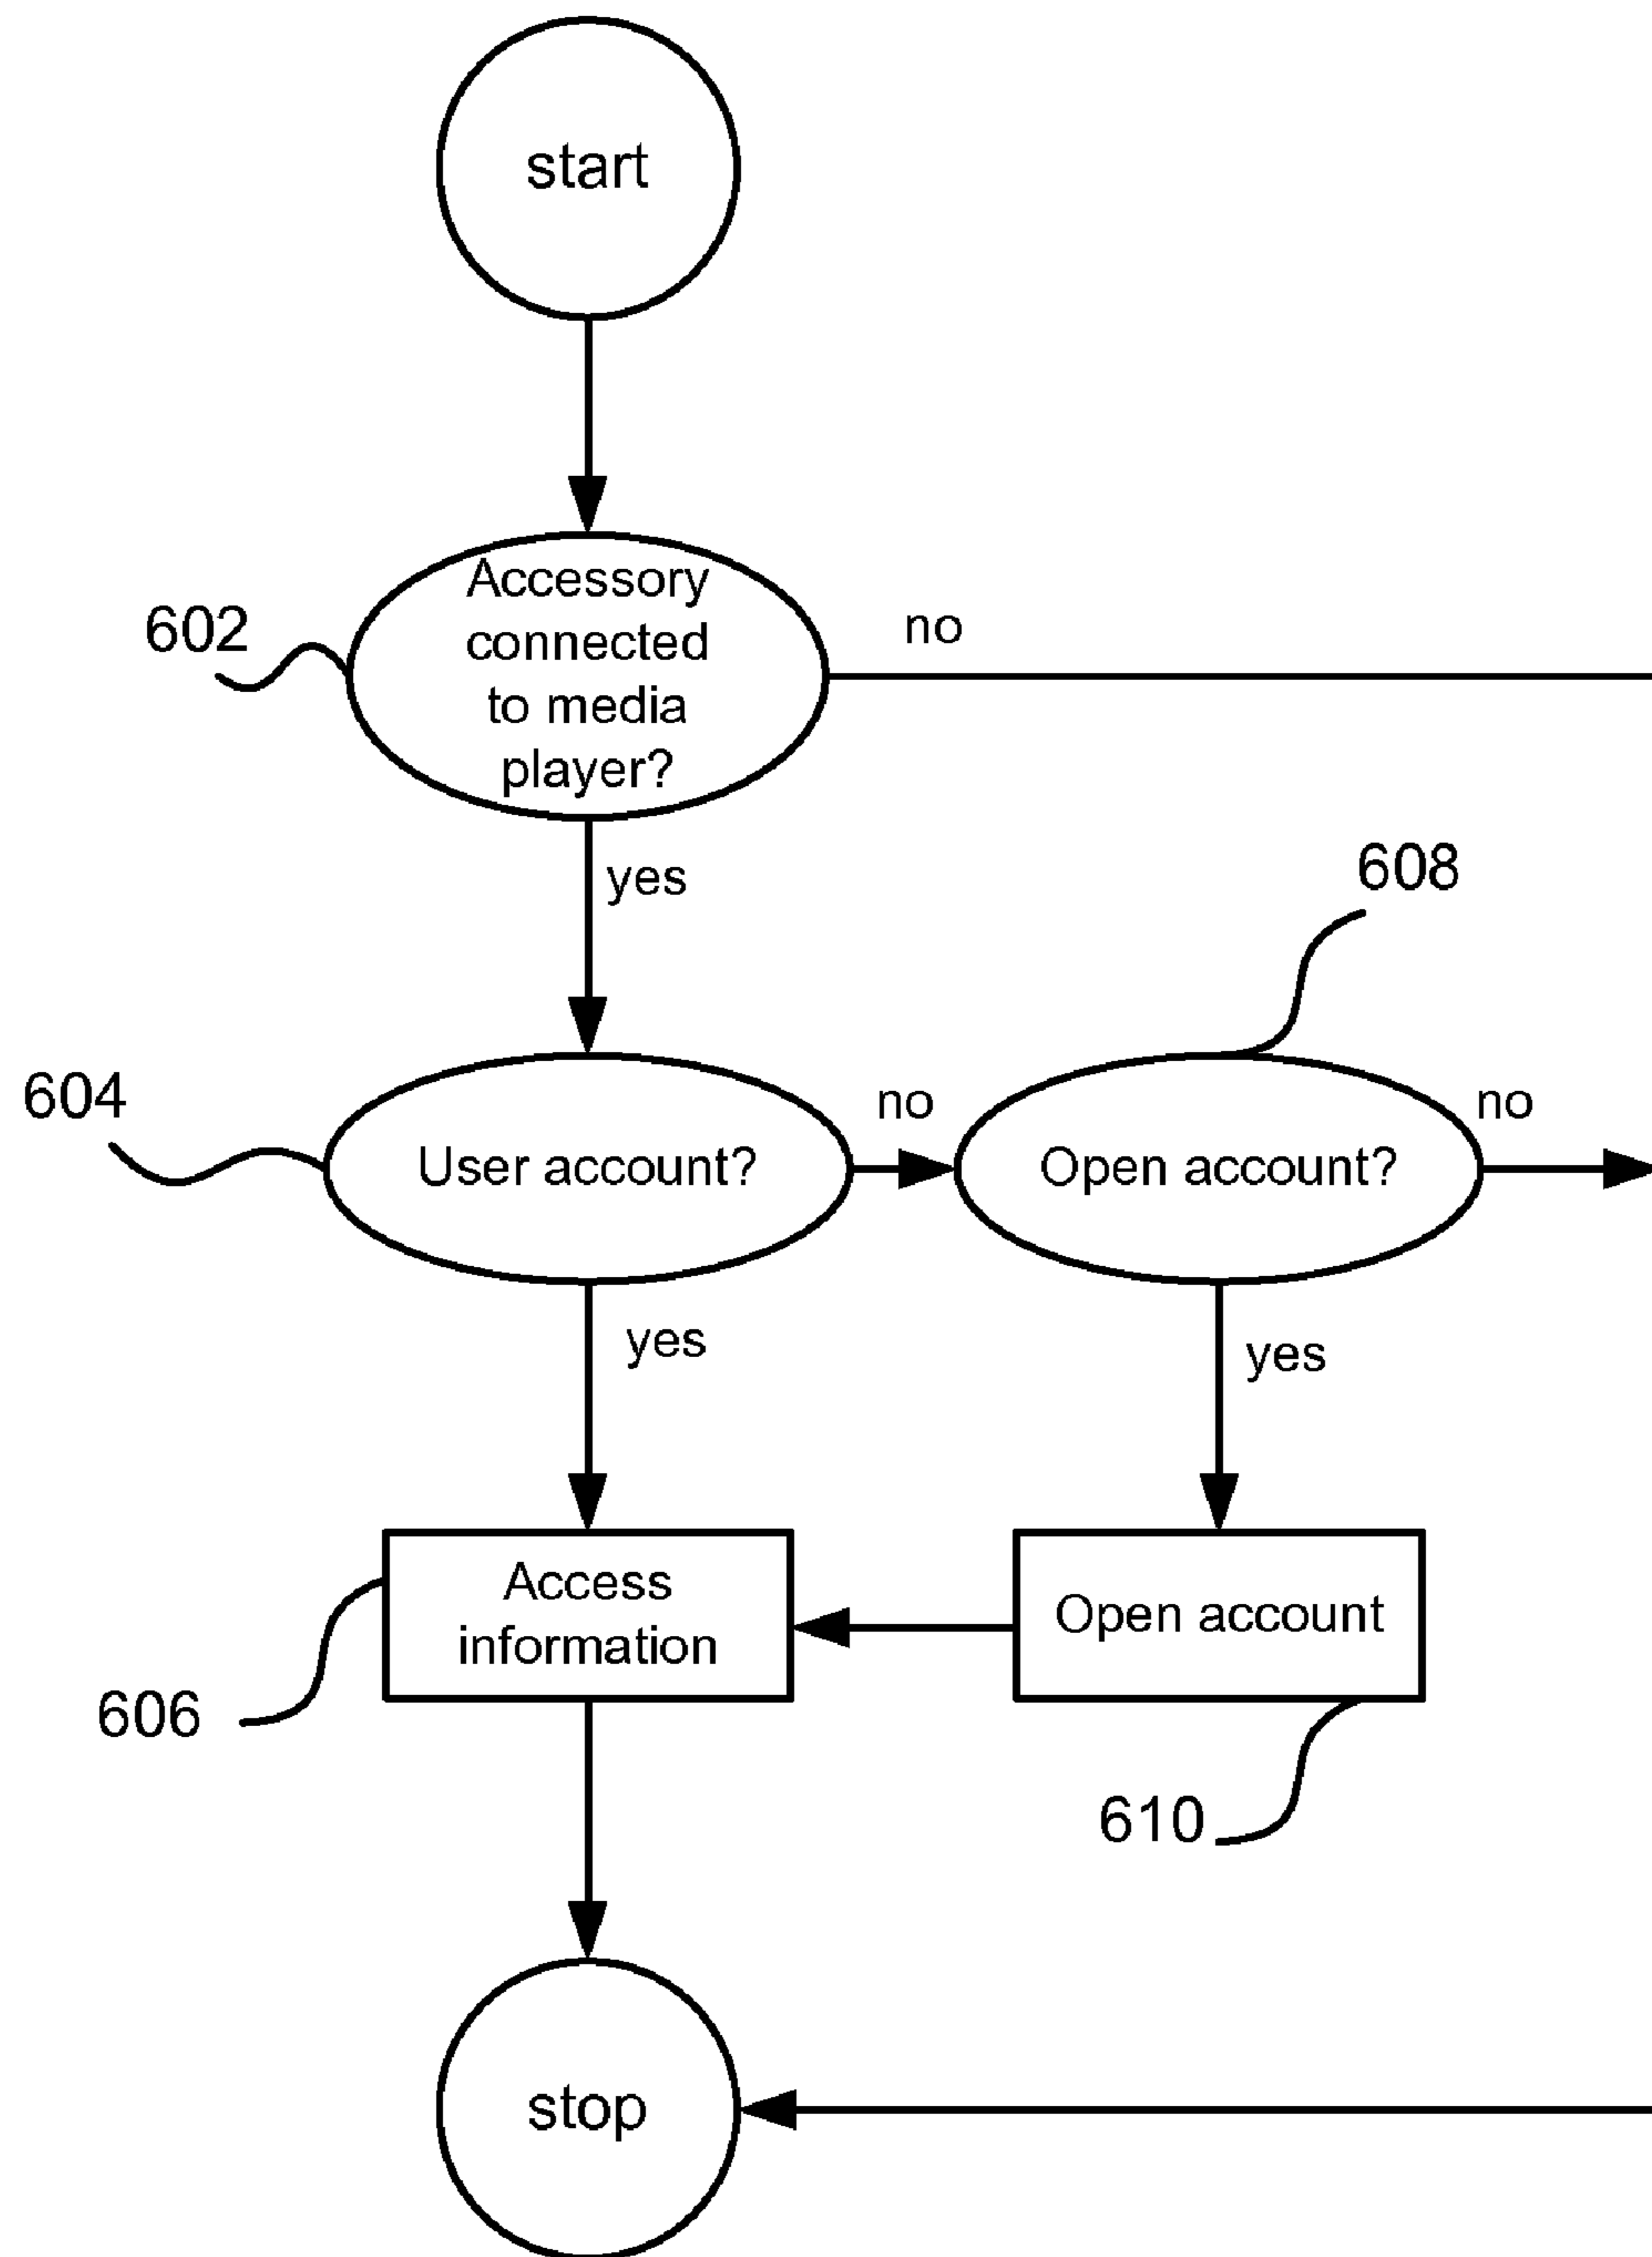 start
Accessory
connected
to media
player?
602
no
yes
608
604
User account?
no
Open account?
no
yes
yes
Access
information
Open account
606
610
stop